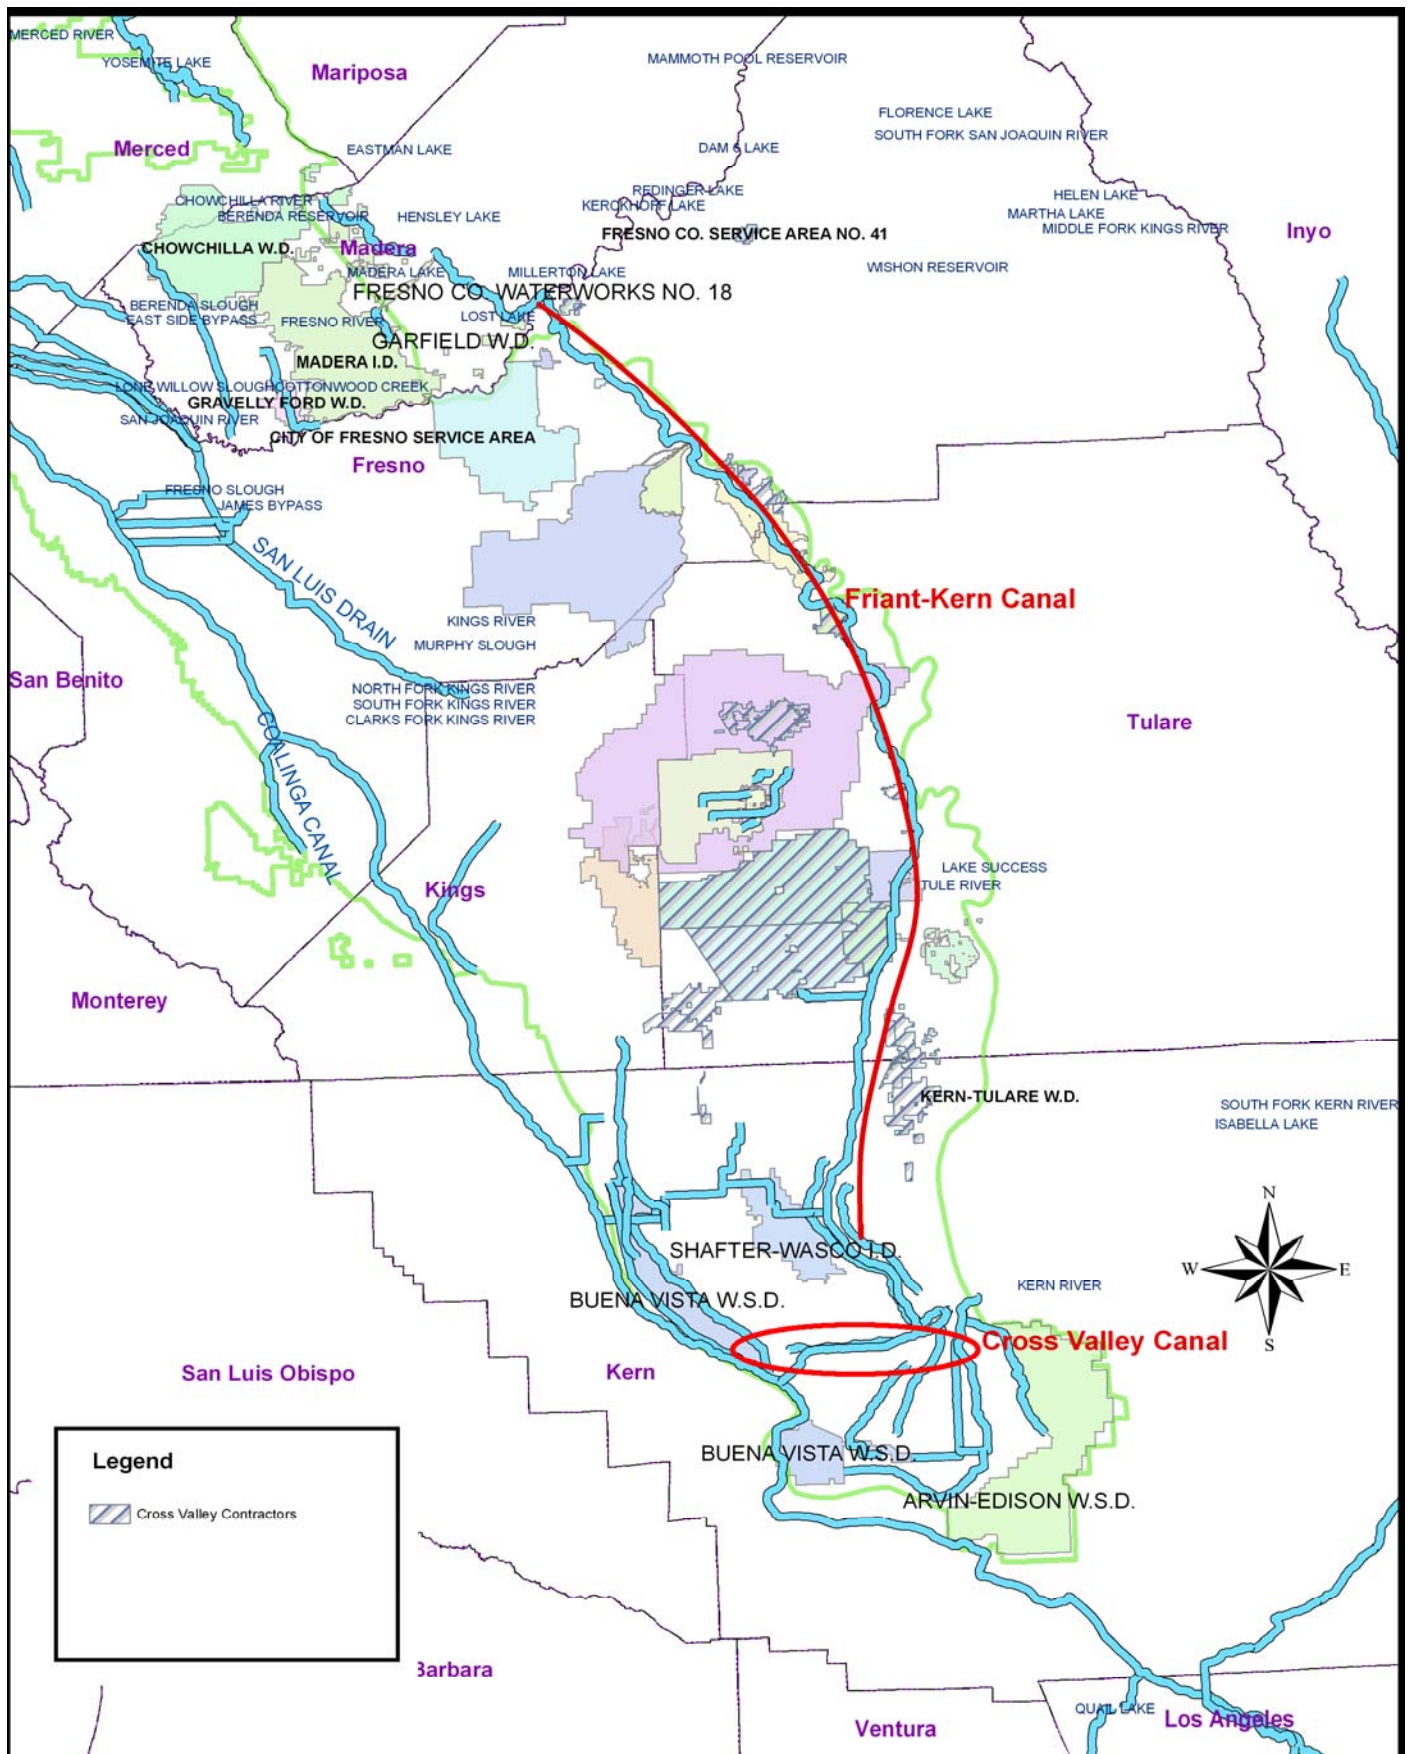 MERCED RIVER
YOSEMITE LAKE
Mariposa
MAMMOTH POOL RESERVOIR
FLORENCE LAKE
SOUTH FORK SAN JOAQUIN RIVER
Merced
EASTMAN LAKE
DAM 6 LAKE
REDINGER LAKE
KERCKHOFF LAKE
HELEN LAKE
MARTHA LAKE
MIDDLE FORK KINGS RIVER
Inyo
CHOWCHILLA RIVER
BERENDA RESERVOIR
HENSLEY LAKE
FRESNO CO. SERVICE AREA NO. 41
CHOWCHILLA W.D.
Madera
WISHON RESERVOIR
MADERA LAKE
MILLERTON LAKE
FRESNO CO. WATERWORKS NO. 18
BERENDA SLOUGH
EAST SIDE BYPASS
FRESNO RIVER
LOST LAKE
GARFIELD W.D.
MADERA I.D.
LONE WILLOW SLOUGH
COTTONWOOD CREEK
GRAVELLY FORD W.D.
SAN JOAQUIN RIVER
CITY OF FRESNO SERVICE AREA
Fresno
FRESNO SLOUGH
JAMES BYPASS
SAN LUIS DRAIN
Friant-Kern Canal
KINGS RIVER
MURPHY SLOUGH
San Benito
NORTH FORK KINGS RIVER
SOUTH FORK KINGS RIVER
CLARKS FORK KINGS RIVER
Tulare
COALINGA CANAL
LAKE SUCCESS
TULE RIVER
Kings
Monterey
KERN-TULARE W.D.
SOUTH FORK KERN RIVER
ISABELLA LAKE
N
W
E
S
SHAFTER-WASCO I.D.
KERN RIVER
BUENA VISTA W.S.D.
Cross Valley Canal
San Luis Obispo
Kern
BUENA VISTA W.S.D.
ARVIN-EDISON W.S.D.
Legend
Cross Valley Contractors
Barbara
QUAIL LAKE
Los Angeles
Ventura